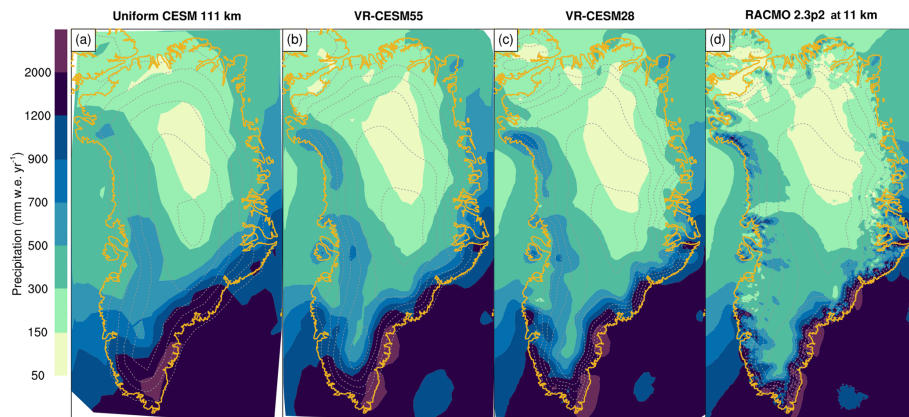 Uniform CESM 111 km
VR-CESM55
VR-CESM28
RACMO 2.3p2 at 11 km
(a)
(b)
(c)
(d)
Precipitation (mm w.e. yr⁻¹)
2000
1200
900
700
500
300
150
50